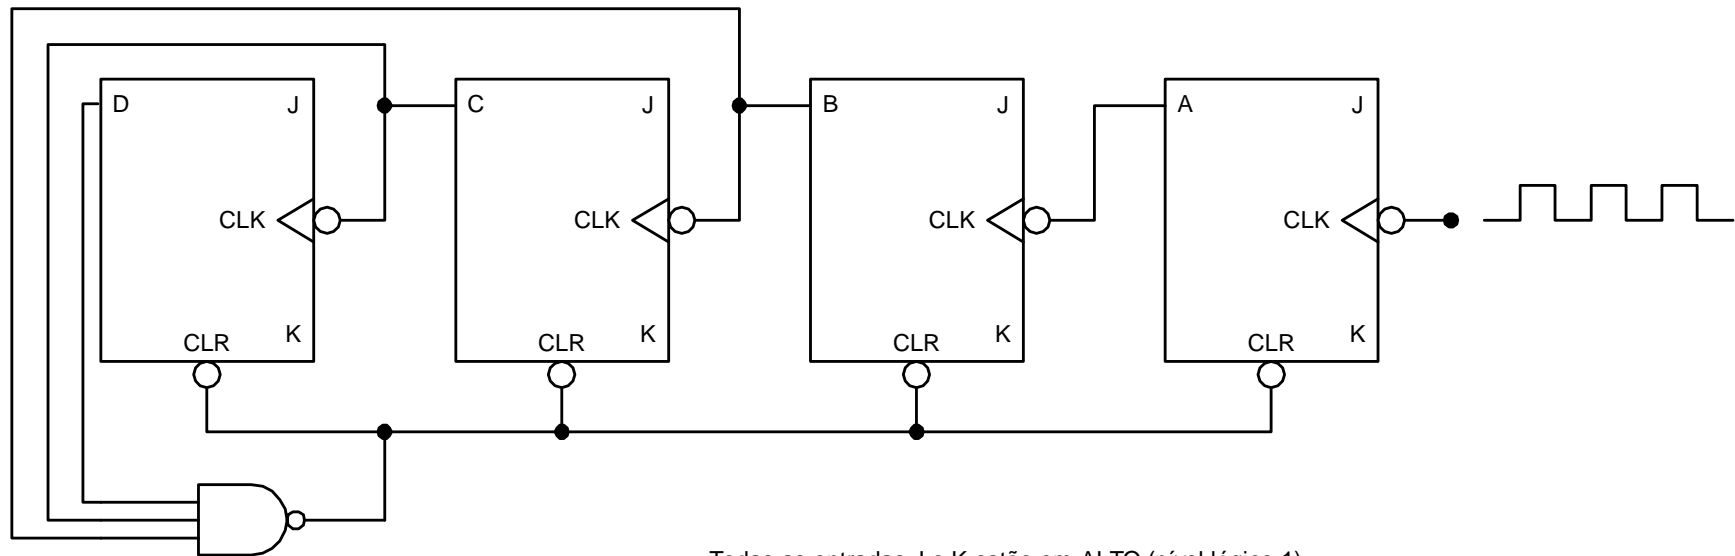 D J C J B J A J
CLK CLK CLK CLK
K K K K
CLR CLR CLR CLR
Todas as entradas J e K estão em ALTO (nível lógico 1)